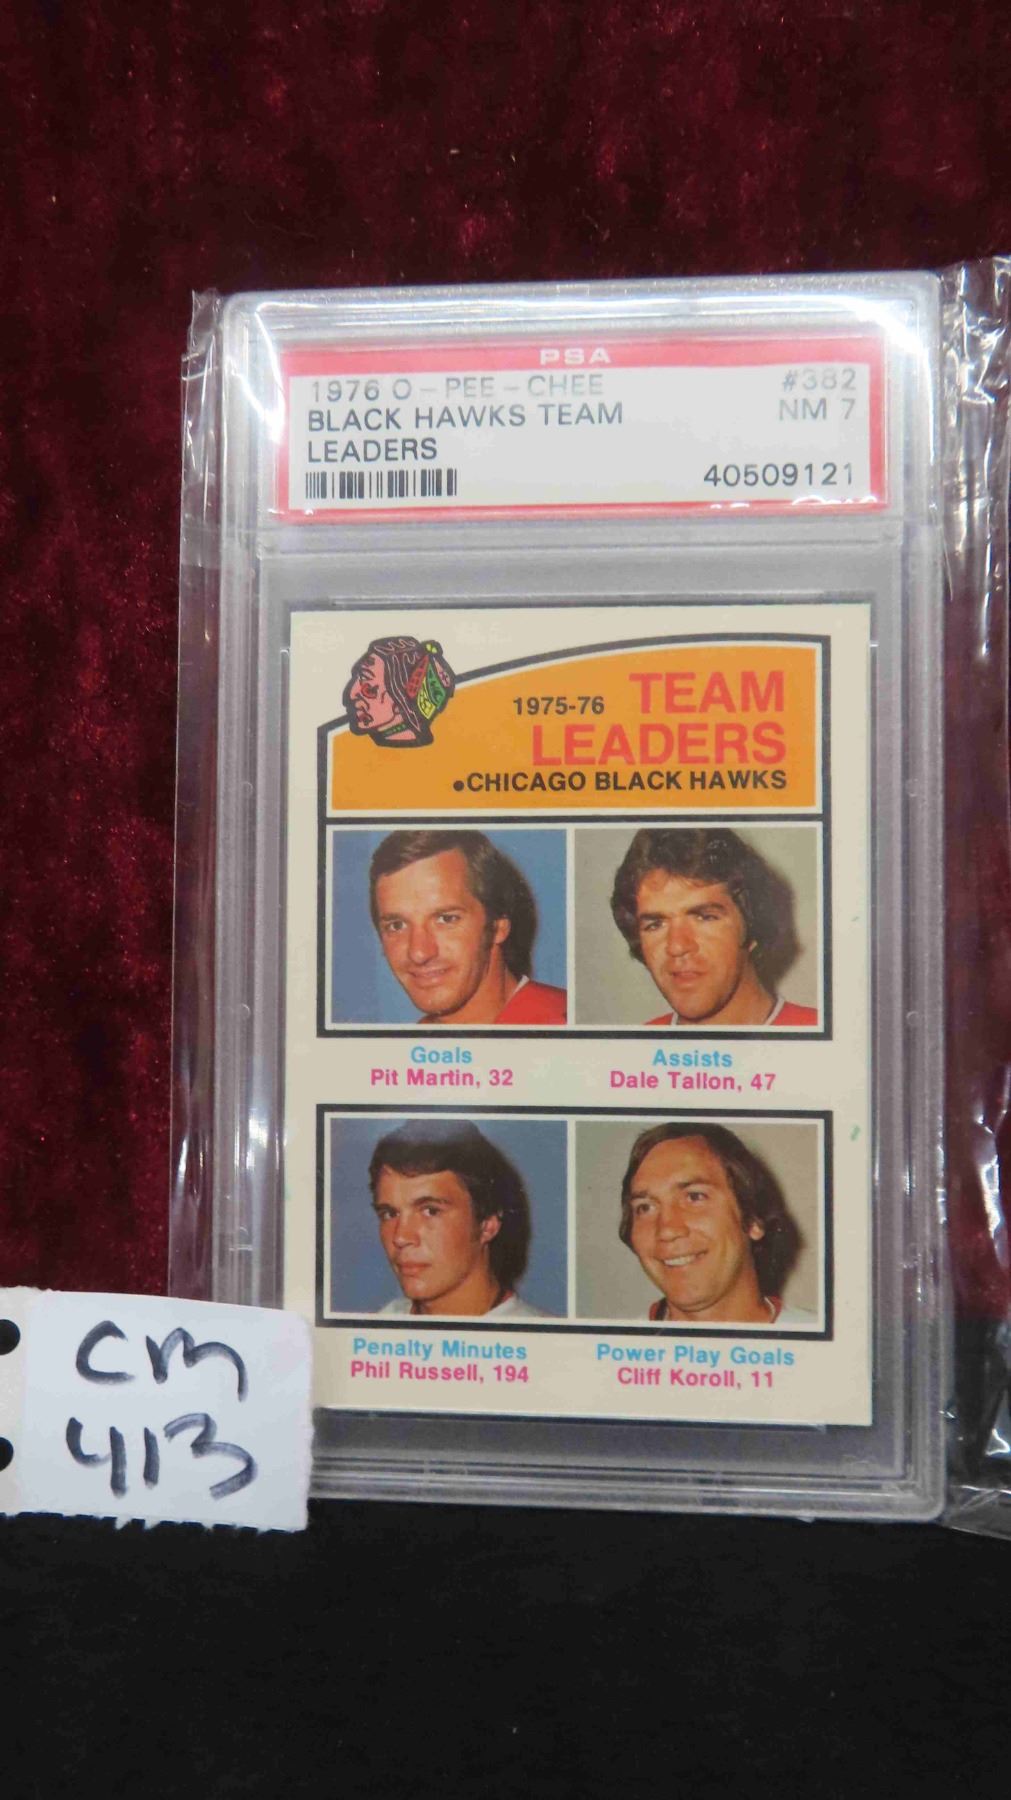 PSA
1976 O-PEE-CHEE #382
BLACK HAWKS TEAM NM 7
LEADERS
40509121
1975-76 TEAM
LEADERS
•CHICAGO BLACK HAWKS
Goals
Pit Martin, 32
Assists
Dale Tallon, 47
Penalty Minutes
Phil Russell, 194
Power Play Goals
Cliff Koroll, 11
CM
413